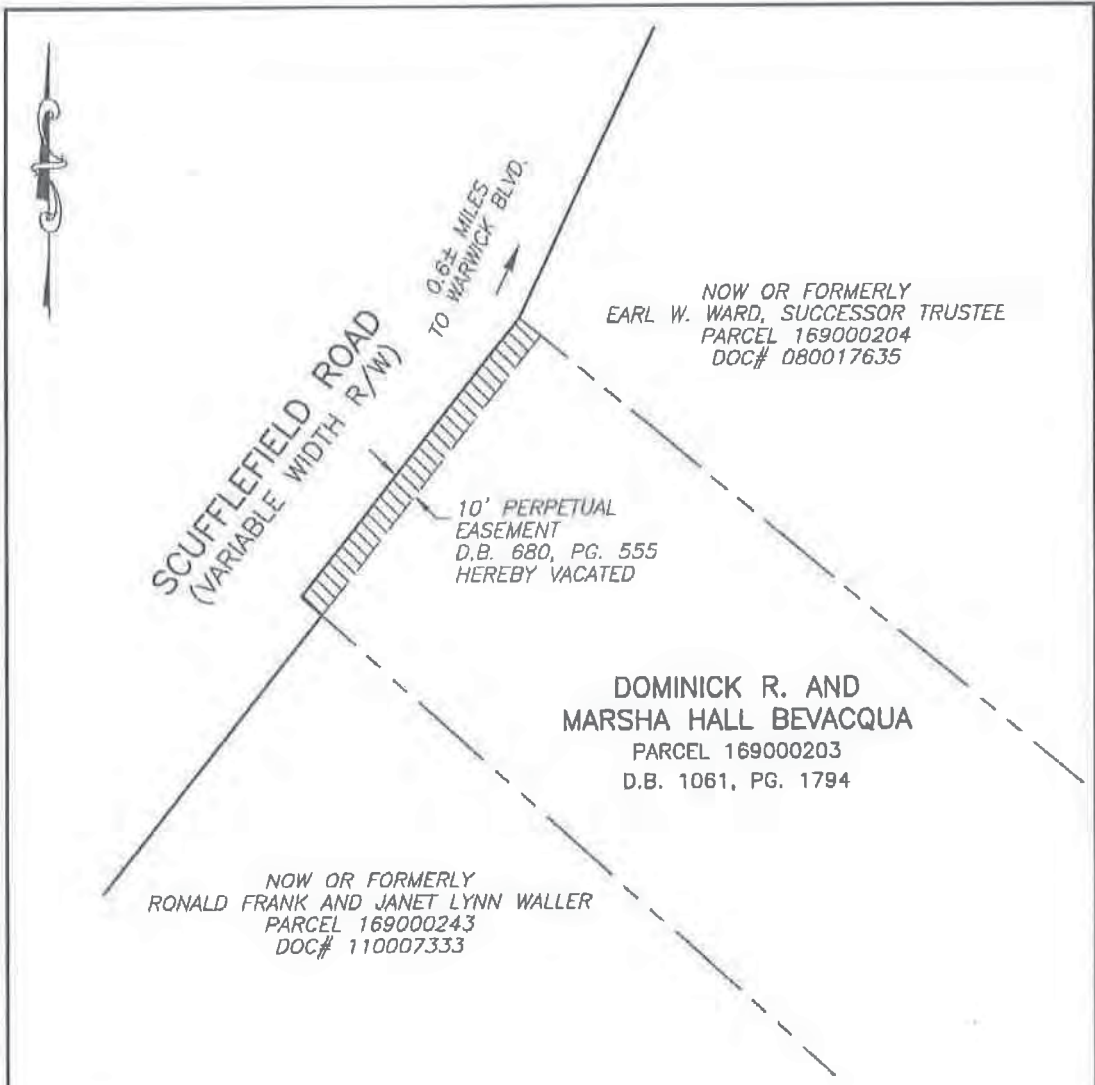 0.6± MILES
TO WARWICK BLVD.
SCUFFLEFIELD ROAD
(VARIABLE WIDTH R/W)
NOW OR FORMERLY
EARL W. WARD, SUCCESSOR TRUSTEE
PARCEL 169000204
DOC# 080017635
10' PERPETUAL
EASEMENT
D.B. 680, PG. 555
HEREBY VACATED
DOMINICK R. AND
MARSHA HALL BEVACQUA
PARCEL 169000203
D.B. 1061, PG. 1794
NOW OR FORMERLY
RONALD FRANK AND JANET LYNN WALLER
PARCEL 169000243
DOC# 110007333